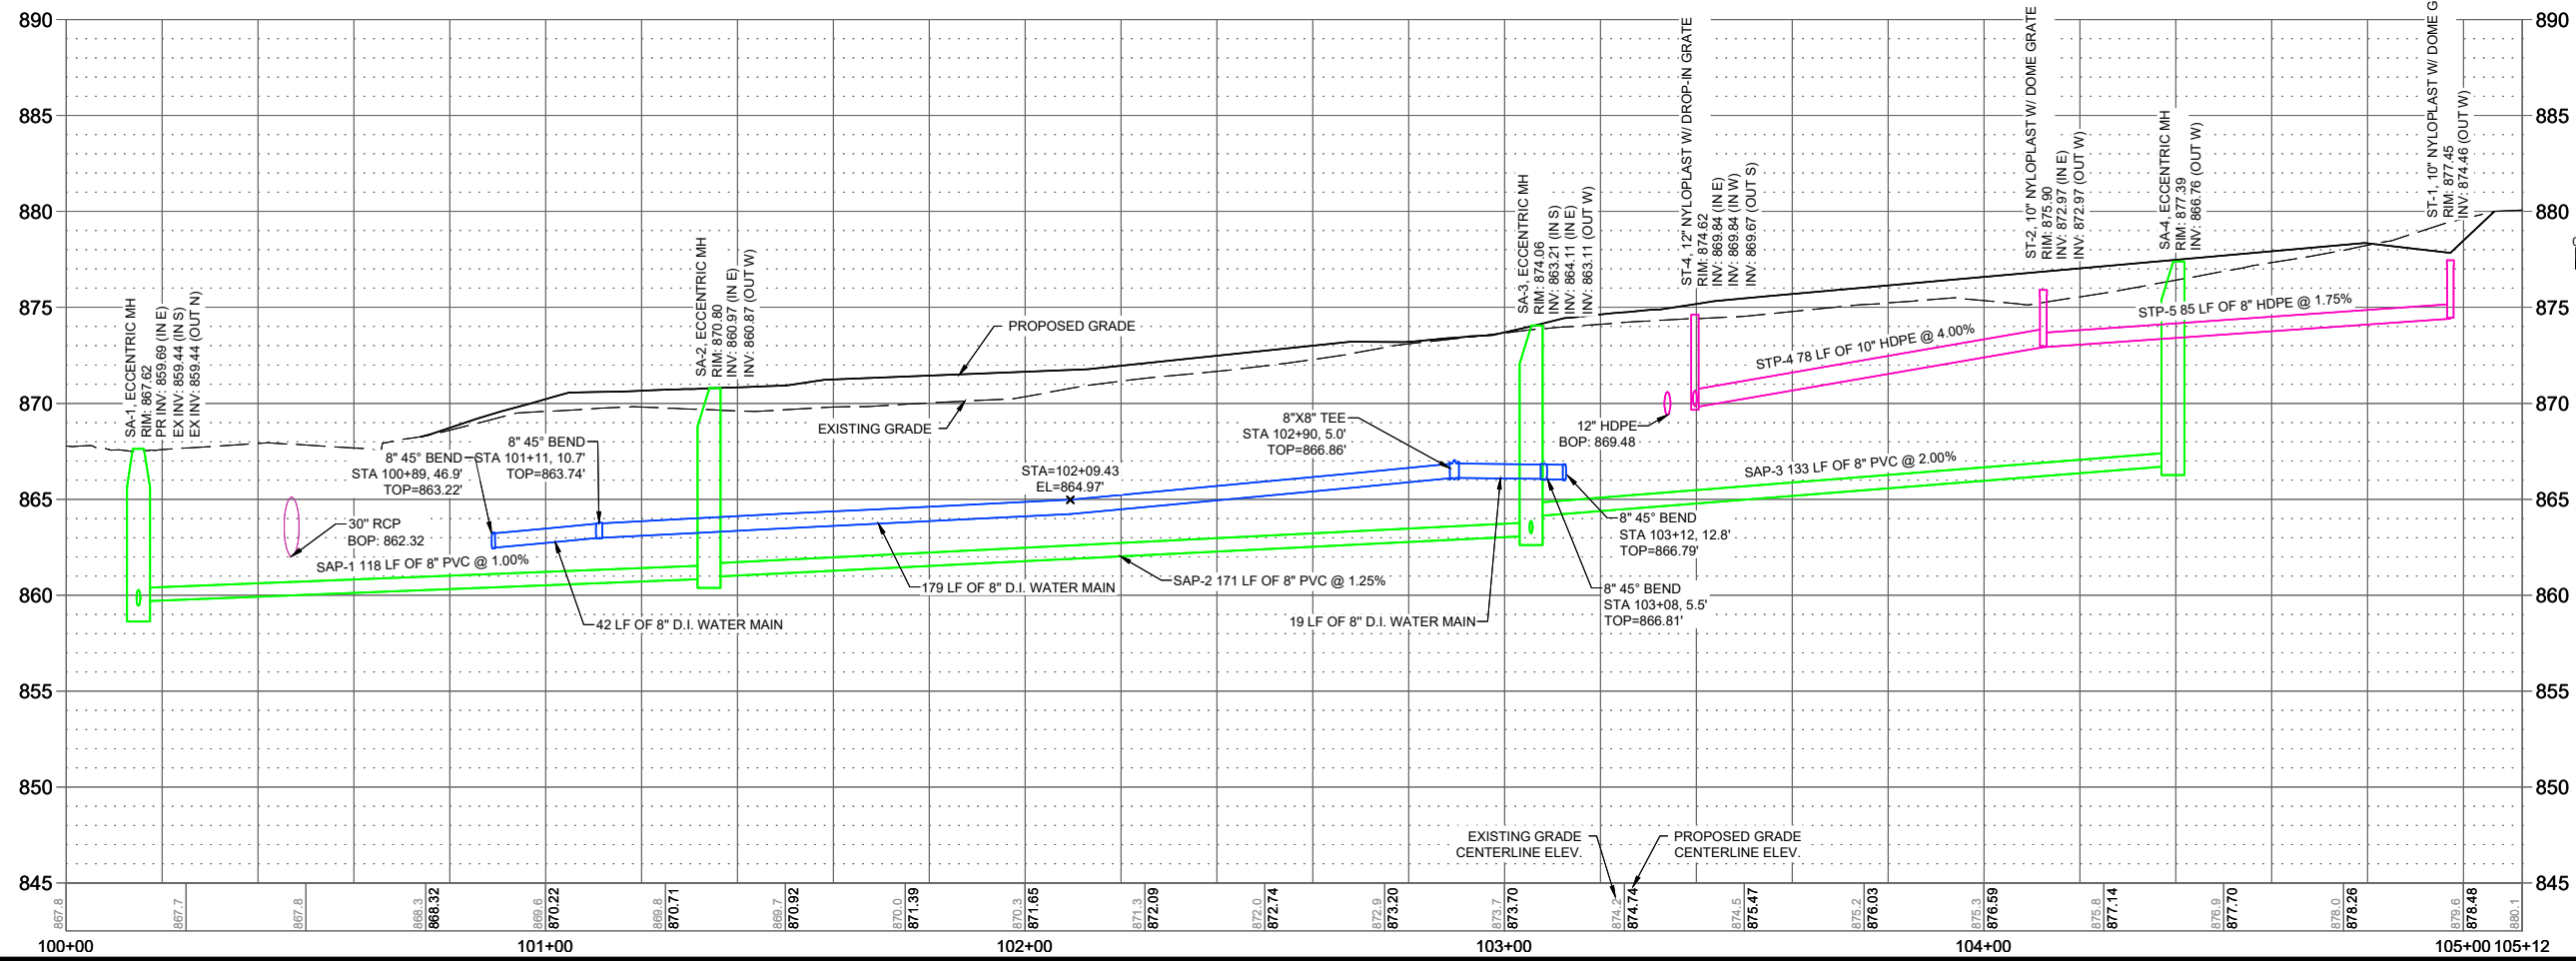 890
885
880
875
870
865
860
855
850
845
890
885
880
875
870
865
860
855
850
845
SA-1, ECCENTRIC MH
RIM: 867.62
PR INV: 859.69 (IN E)
EX INV: 859.44 (IN S)
EX INV: 859.44 (OUT N)
SA-2, ECCENTRIC MH
RIM: 870.80
INV: 860.97 (IN E)
INV: 860.87 (OUT W)
SA-3, ECCENTRIC MH
RIM: 874.06
INV: 863.21 (IN S)
INV: 864.11 (IN E)
INV: 863.11 (OUT W)
ST-4, 12" NYLOPLAST W/ DROP-IN GRATE
RIM: 874.62
INV: 869.84 (IN E)
INV: 869.84 (IN W)
INV: 869.67 (OUT S)
ST-2, 10" NYLOPLAST W/ DOME GRATE
RIM: 875.90
INV: 872.97 (IN E)
INV: 872.97 (OUT W)
SA-4, ECCENTRIC MH
RIM: 877.39
INV: 866.76 (OUT W)
ST-1, 10" NYLOPLAST W/ DOME G
RIM: 877.45
INV: 874.46 (OUT W)
PROPOSED GRADE
EXISTING GRADE
8" 45° BEND
STA 100+89, 46.9'
TOP=863.22'
8" 45° BEND
STA 101+11, 10.7'
TOP=863.74'
30" RCP
BOP: 862.32
SAP-1 118 LF OF 8" PVC @ 1.00%
42 LF OF 8" D.I. WATER MAIN
179 LF OF 8" D.I. WATER MAIN
STA=102+09.43
EL=864.97'
SAP-2 171 LF OF 8" PVC @ 1.25%
8"X8" TEE
STA 102+90, 5.0'
TOP=866.86'
19 LF OF 8" D.I. WATER MAIN
12" HDPE
BOP: 869.48
8" 45° BEND
STA 103+12, 12.8'
TOP=866.79'
8" 45° BEND
STA 103+08, 5.5'
TOP=866.81'
STP-4 78 LF OF 10" HDPE @ 4.00%
STP-5 85 LF OF 8" HDPE @ 1.75%
SAP-3 133 LF OF 8" PVC @ 2.00%
EXISTING GRADE
CENTERLINE ELEV.
PROPOSED GRADE
CENTERLINE ELEV.
867.8
867.7
867.8
868.3
868.32
869.6
870.22
869.8
870.71
869.7
870.92
870.0
871.39
870.3
871.65
871.3
872.09
872.0
872.74
872.9
873.20
873.7
873.70
874.2
874.74
874.5
875.47
875.2
876.03
875.3
876.59
875.8
877.14
876.9
877.70
878.0
878.26
879.6
878.48
880.1
100+00
101+00
102+00
103+00
104+00
105+00
105+12